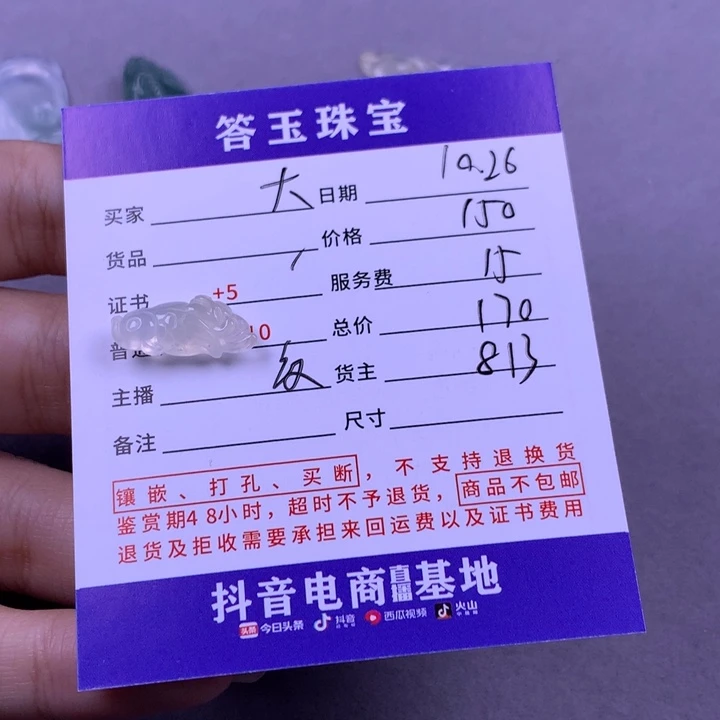 答玉珠宝
买家 大 日期 10.26
货品 价格 150
证书 +5 服务费 15
普通 10 总价 170
主播 货主 813
备注 尺寸
镶嵌、打孔、买断，不支持退换货
鉴赏期48小时，超时不予退货，商品不包邮
退货及拒收需要承担来回运费以及证书费用
抖音电商直播基地
头条 今日头条 抖音 西瓜视频 火山